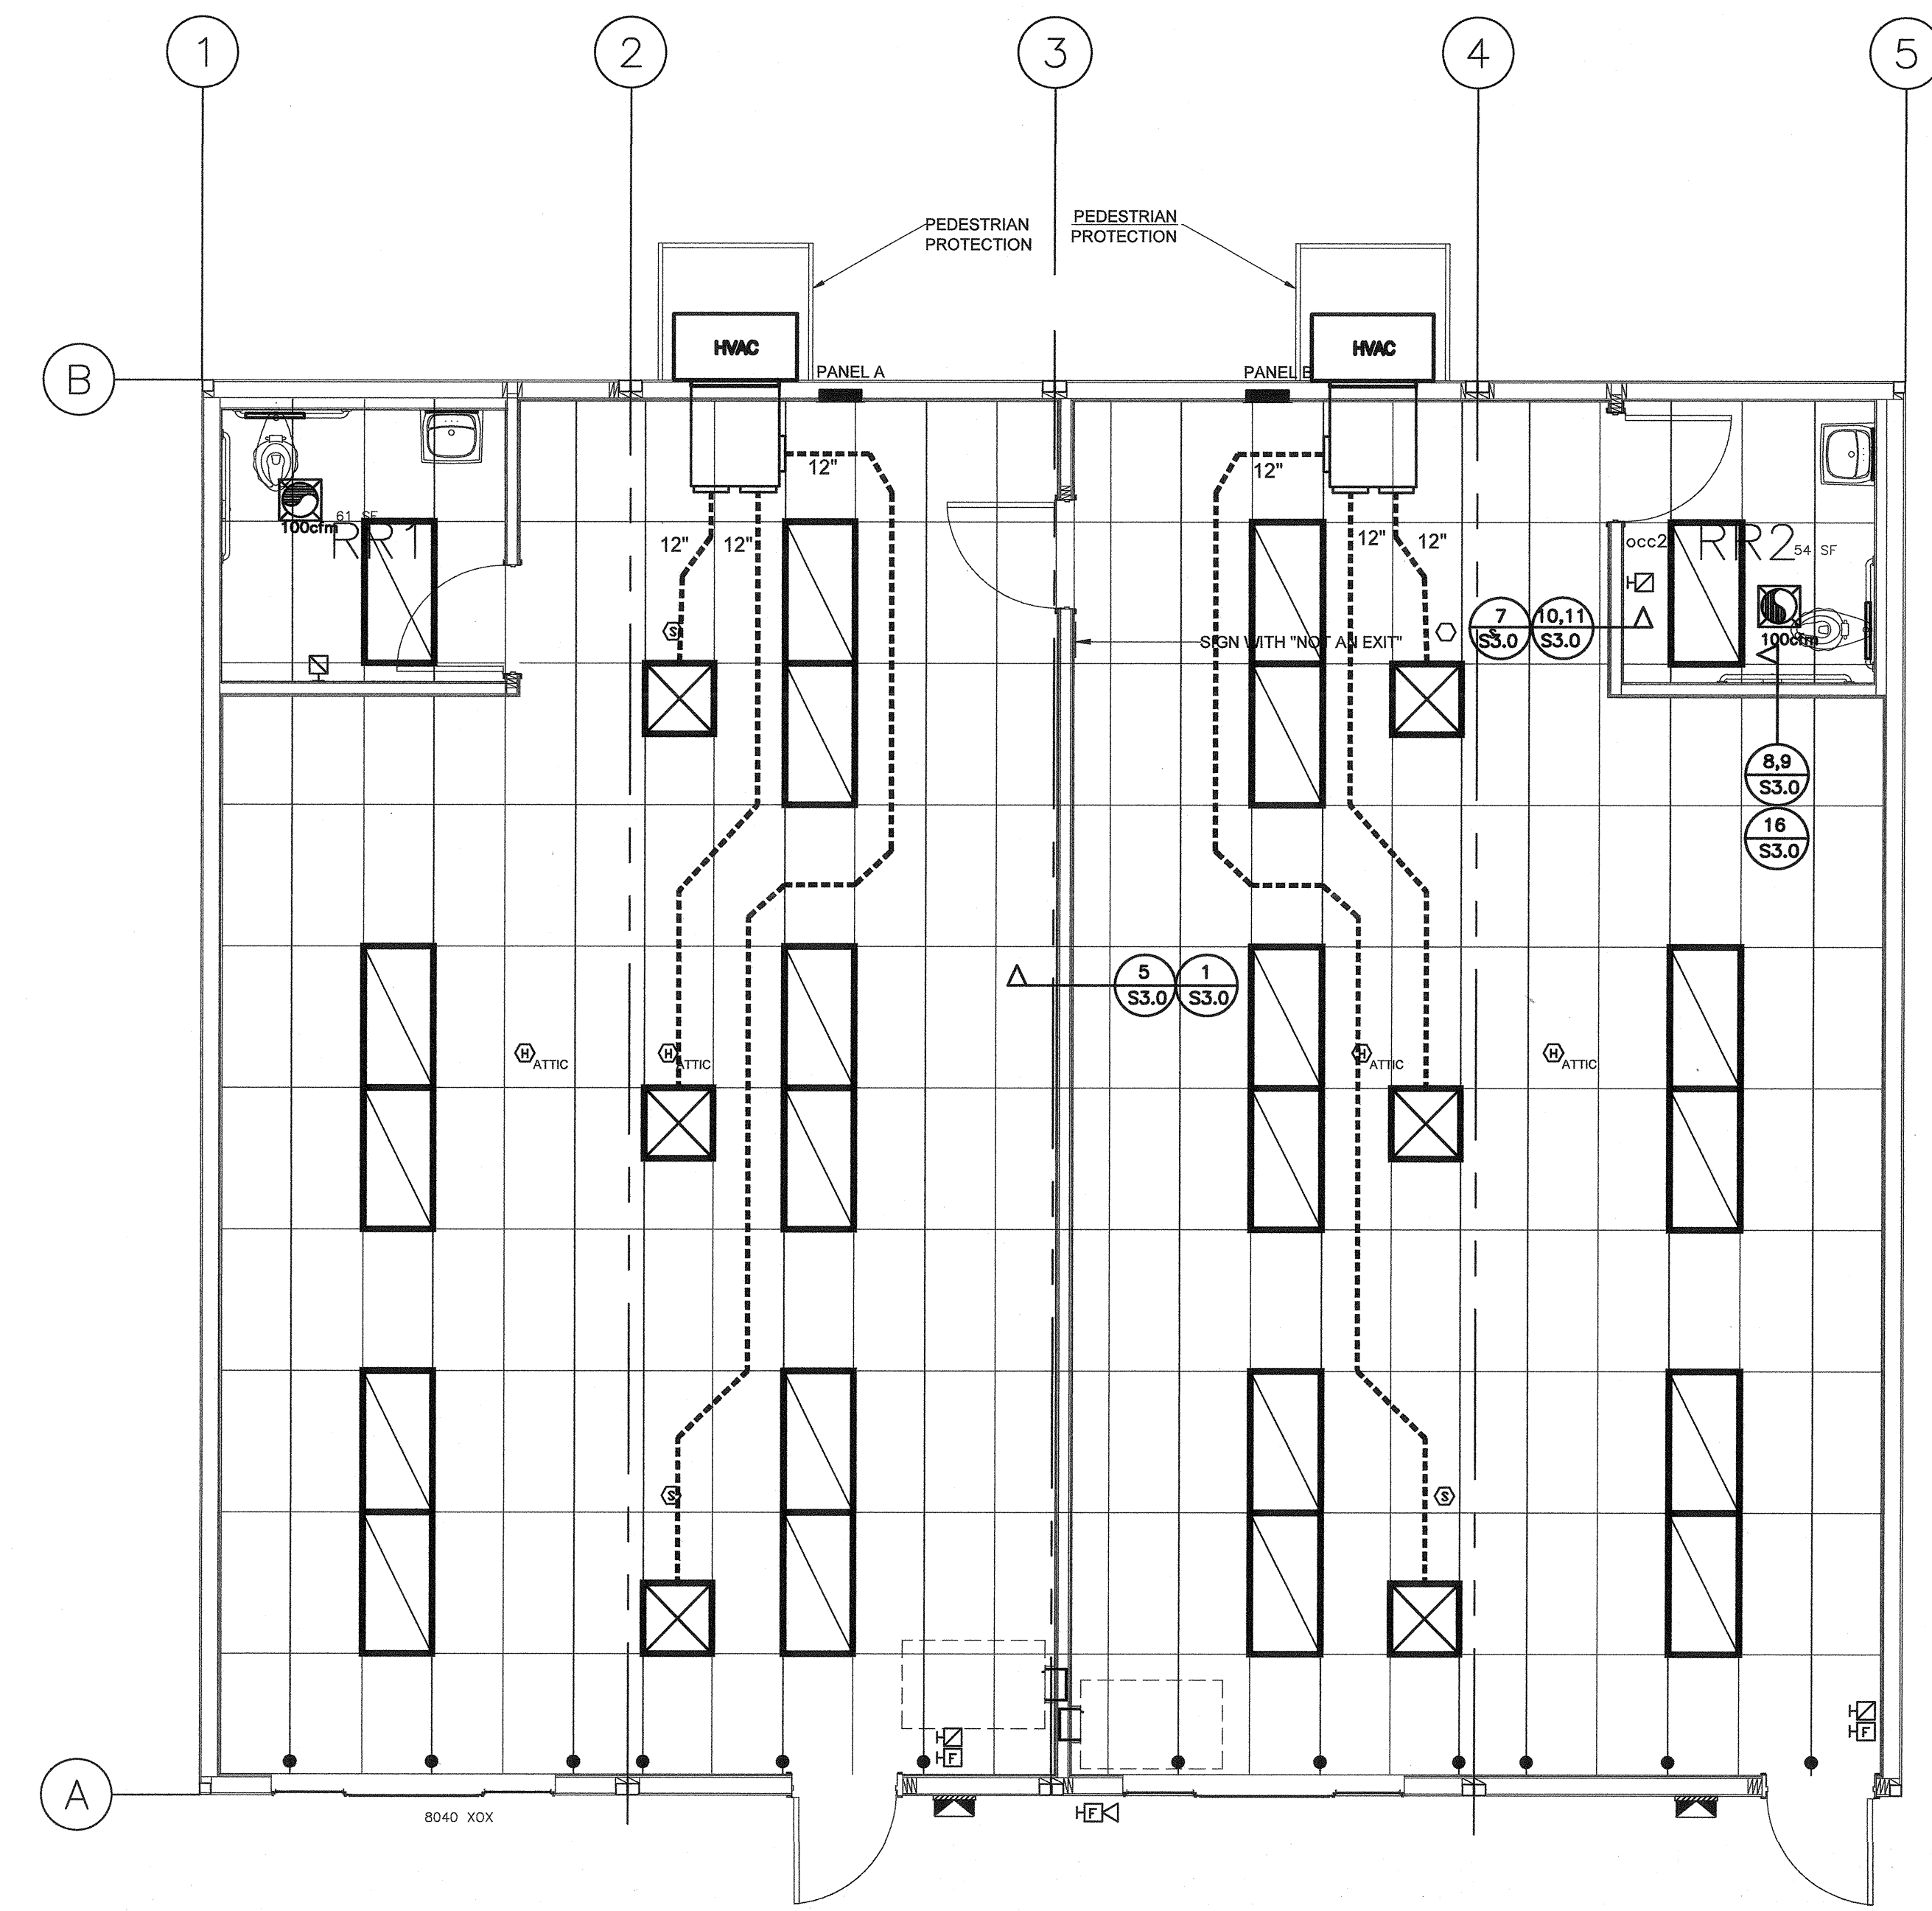 1 2 3 4 5
PEDESTRIAN
PROTECTION
PEDESTRIAN
PROTECTION
HVAC
HVAC
B
PANEL A
PANEL B
12"
12"
61 SF
100cfm
RR1
12"
12"
12"
12"
occ2
RR2
54 SF
S
7
S
S3.0
10,11
S3.0
100cfm
SIGN WITH "NOT AN EXIT"
8,9
S3.0
16
S3.0
5
S3.0
1
S3.0
H ATTIC
H ATTIC
H ATTIC
H ATTIC
S
S
F
F
A
8040 XOX
F